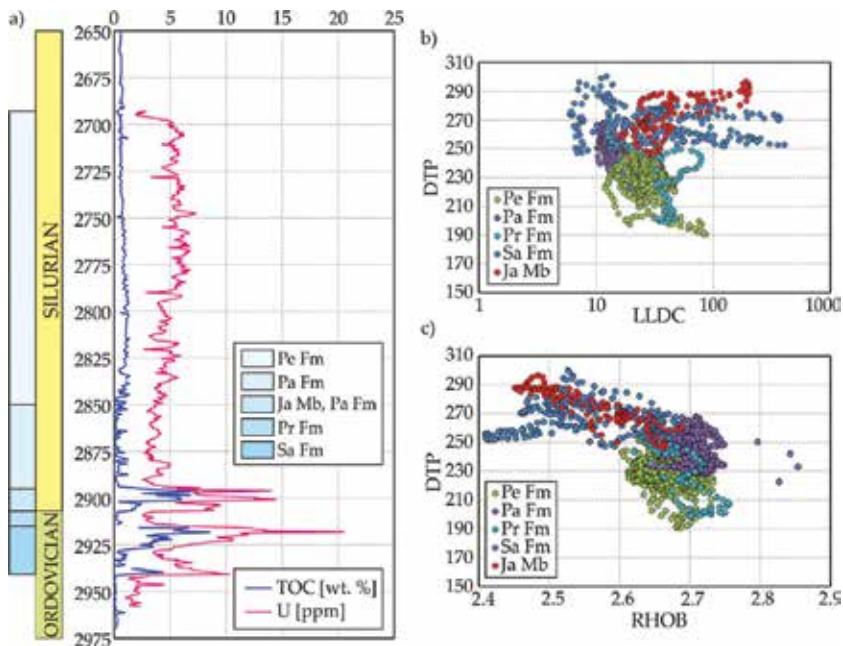 a)
0 5 10 15 20 25
2650
2675
2700
2725
2750
2775
2800
2825
2850
2875
2900
2925
2950
2975
SILURIAN
ORDOVICIAN
Pe Fm
Pa Fm
Ja Mb, Pa Fm
Pr Fm
Sa Fm
TOC [wt. %]
U [ppm]
b)
310
290
270
250
230
210
190
170
150
DTP
Pe Fm
Pa Fm
Pr Fm
Sa Fm
Ja Mb
1 10 100 1000
LLDC
c)
310
290
270
250
230
210
190
170
150
DTP
Pe Fm
Pa Fm
Pr Fm
Sa Fm
Ja Mb
2.4 2.5 2.6 2.7 2.8 2.9
RHOB